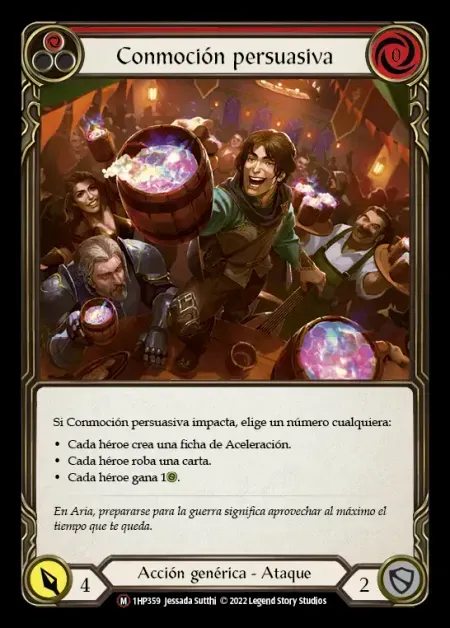 Conmoción persuasiva
0
Si Conmoción persuasiva impacta, elige un número cualquiera:
• Cada héroe crea una ficha de Aceleración.
• Cada héroe roba una carta.
• Cada héroe gana 1.
En Aria, prepararse para la guerra significa aprovechar al máximo el
tiempo que te queda.
4
Acción genérica - Ataque
2
M 1HP359 Jessada Sutthi © 2022 Legend Story Studios